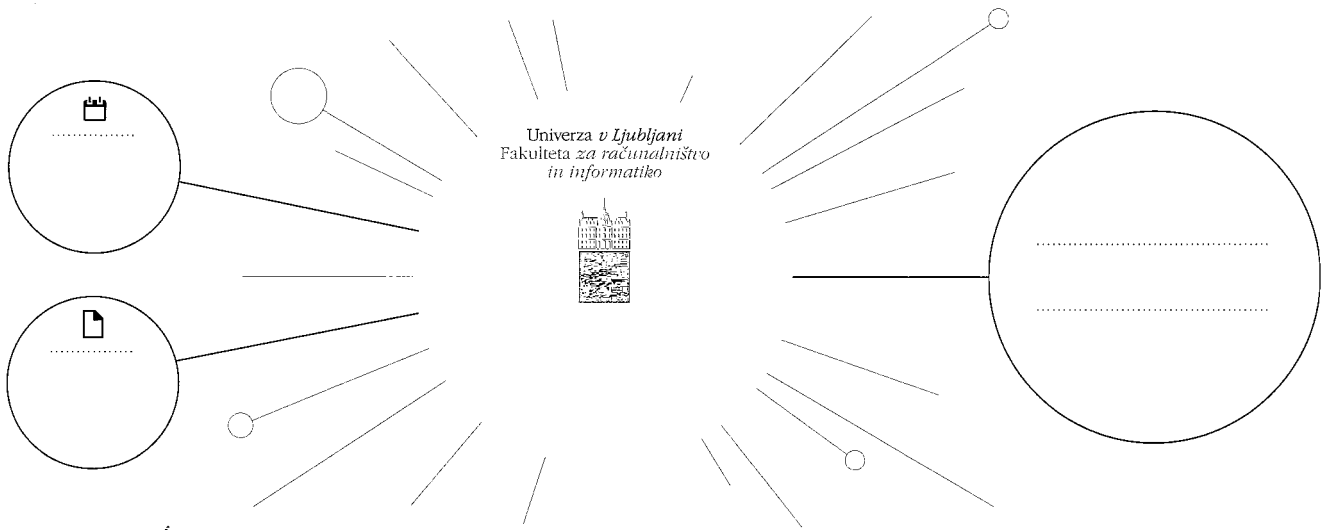 Univerza v Ljubljani
Fakulteta za računalništvo
in informatiko